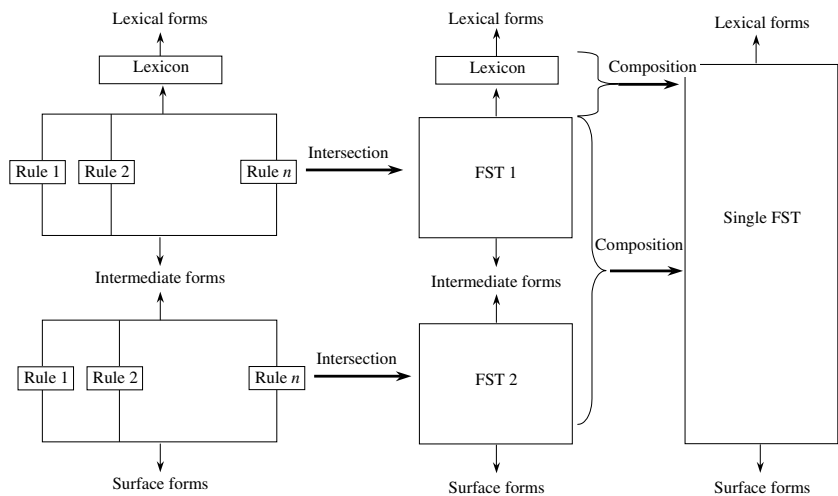 Lexical forms
Lexicon
Rule 1
Rule 2
Rule n
Intermediate forms
Rule 1
Rule 2
Rule n
Surface forms
Intersection
Intersection
Lexical forms
Lexicon
FST 1
Intermediate forms
FST 2
Surface forms
Composition
Composition
Lexical forms
Single FST
Surface forms